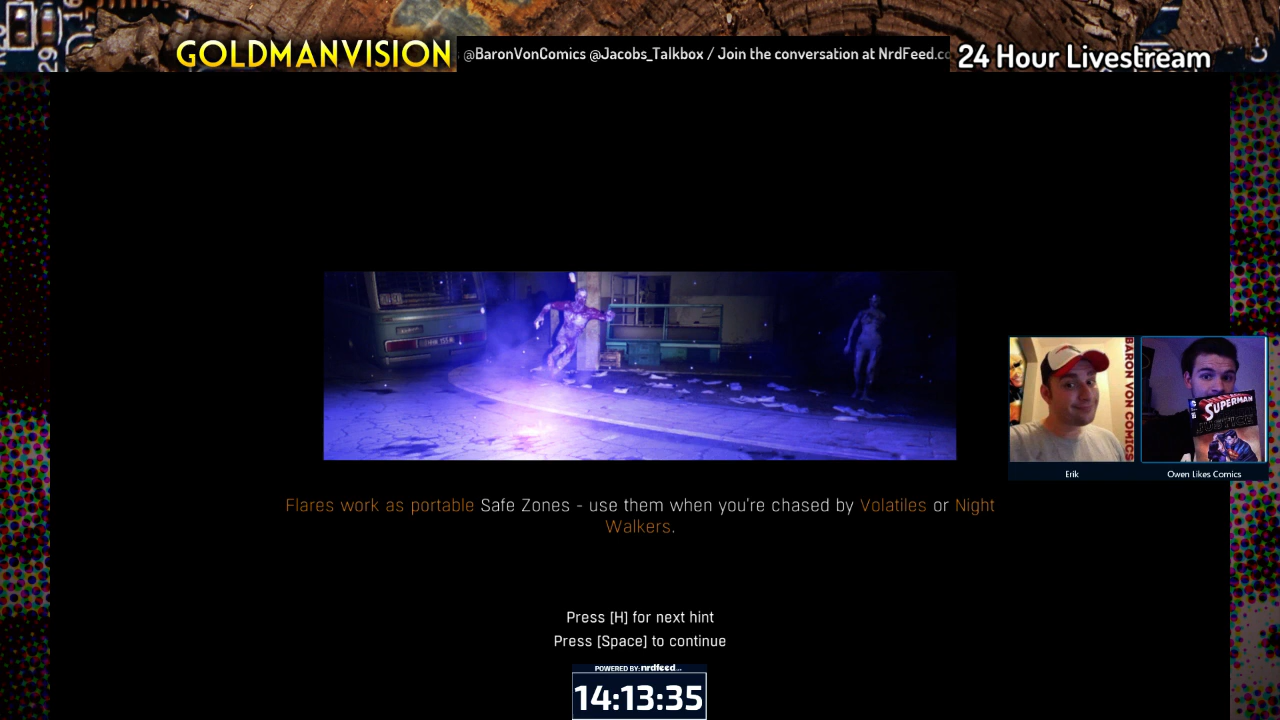 GOLDMANVISION
@BaronVonComics @Jacobs_Talkbox / Join the conversation at NrdFeed.co
24 Hour Livestream
BARON VON COMICS
SUPERMAN
Erik
Owen Likes Comics
Flares work as portable Safe Zones - use them when you're chased by Volatiles or Night
Walkers.
Press [H] for next hint
Press [Space] to continue
POWERED BY: nrdfeed
14:13:35